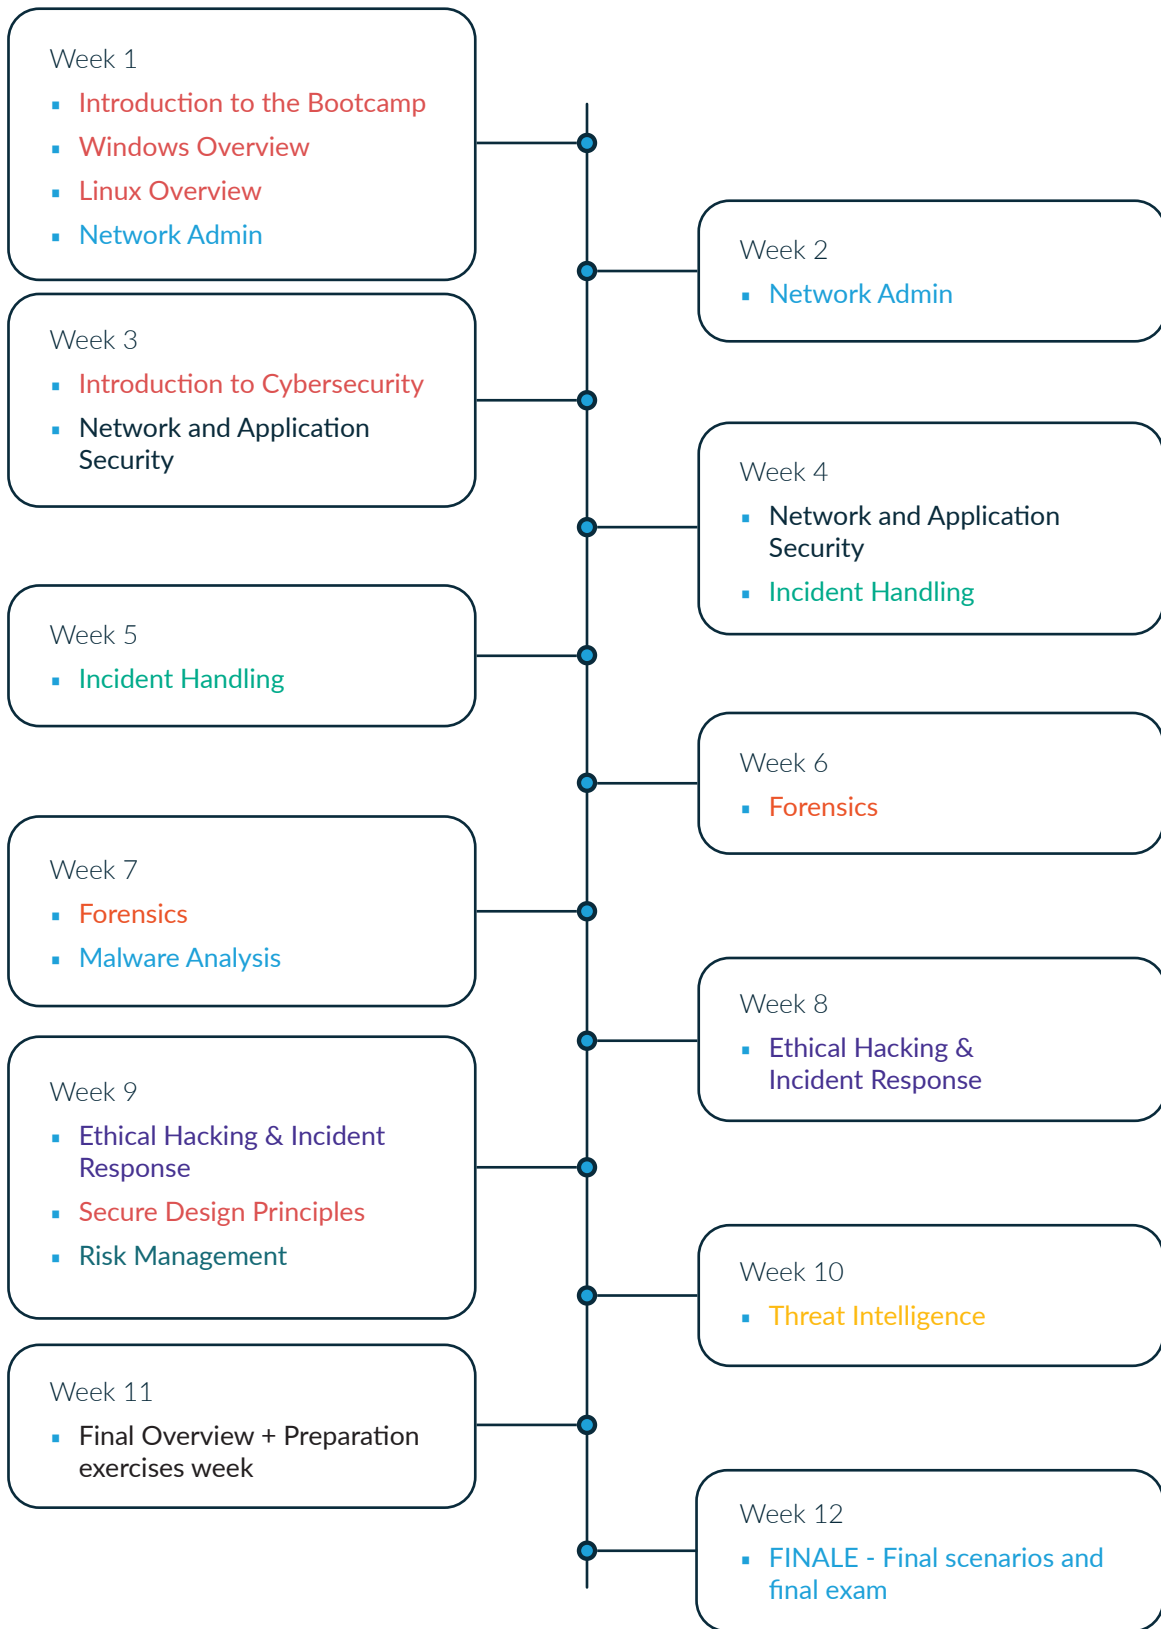 Week 1
Introduction to the Bootcamp
Windows Overview
Linux Overview
Network Admin
Week 2
Network Admin
Week 3
Introduction to Cybersecurity
Network and Application
Security
Week 4
Network and Application
Security
Incident Handling
Week 5
Incident Handling
Week 6
Forensics
Week 7
Forensics
Malware Analysis
Week 8
Ethical Hacking &
Incident Response
Week 9
Ethical Hacking & Incident
Response
Secure Design Principles
Risk Management
Week 10
Threat Intelligence
Week 11
Final Overview + Preparation
exercises week
Week 12
FINALE - Final scenarios and
final exam